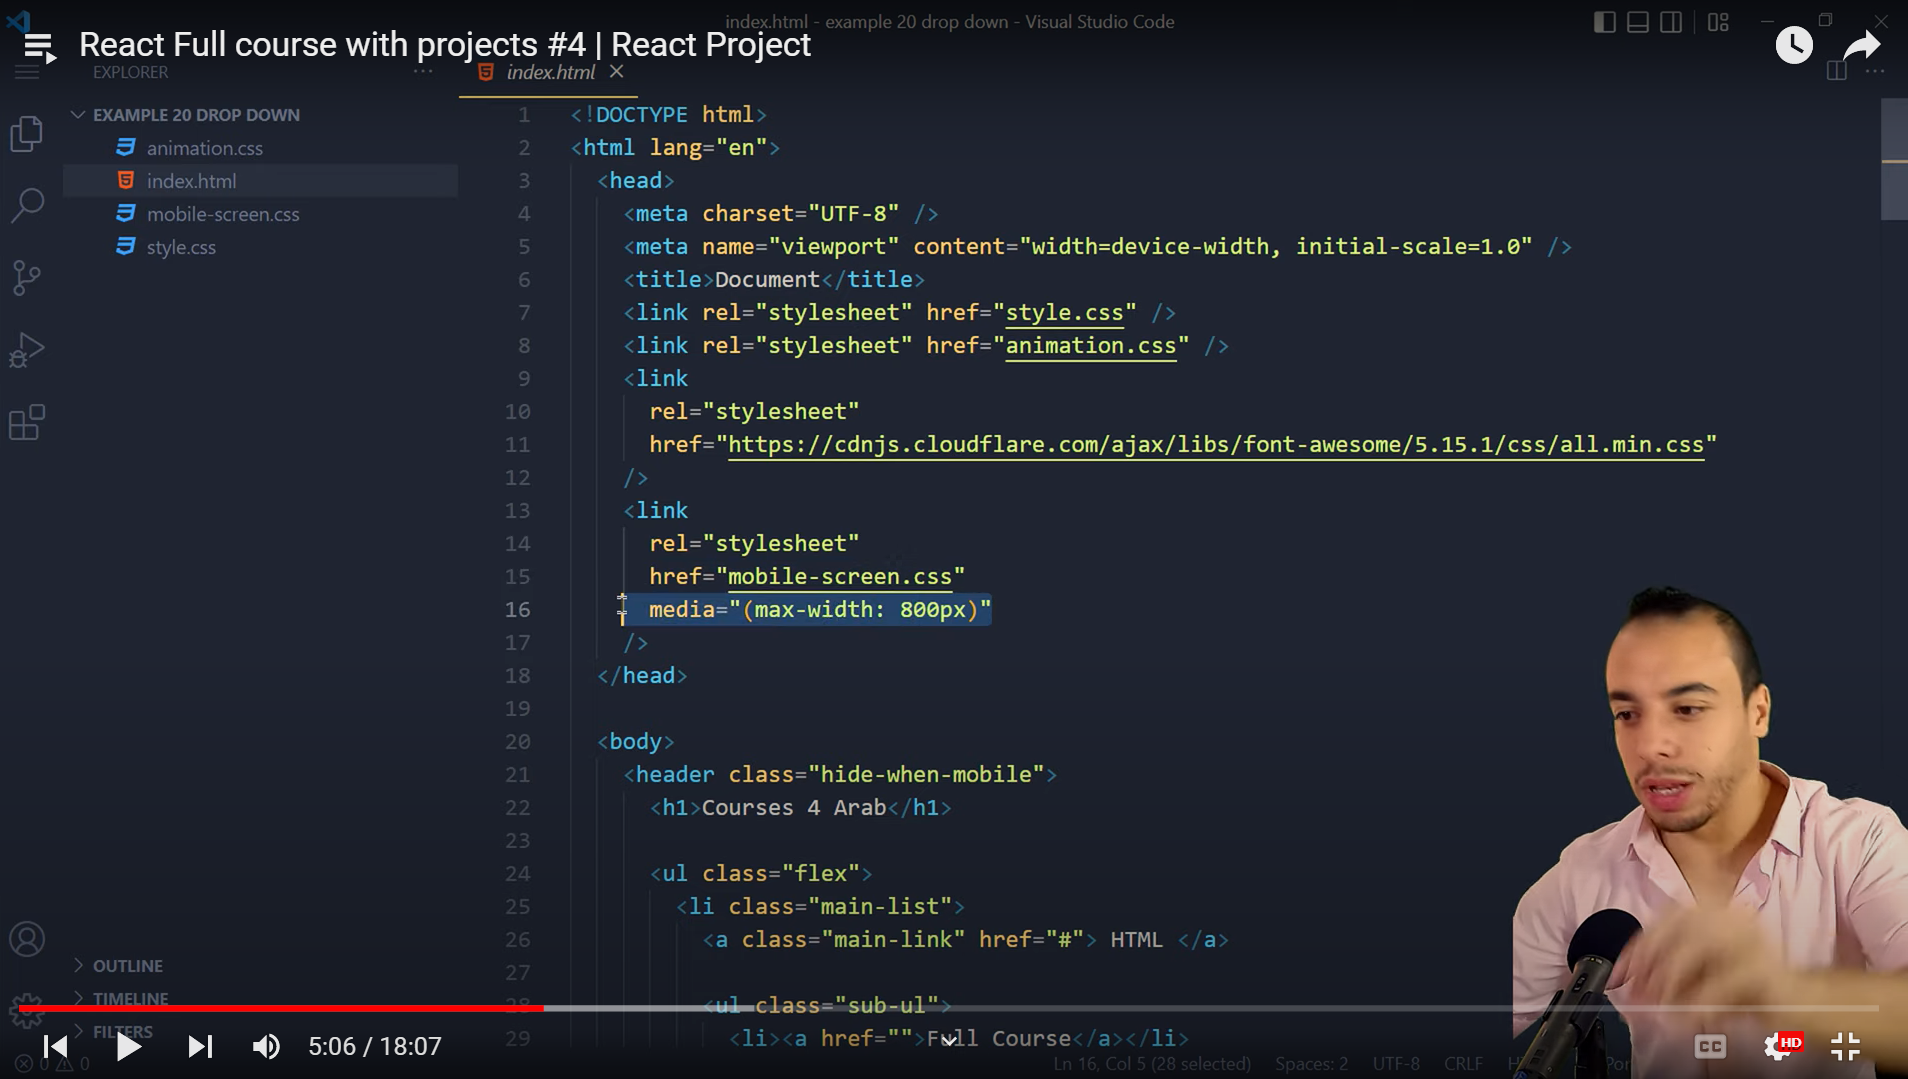 index.html - example 20 drop down - Visual Studio Code
React Full course with projects #4 | React Project
EXPLORER
index.html
EXAMPLE 20 DROP DOWN
animation.css
index.html
mobile-screen.css
style.css
OUTLINE
TIMELINE
FILTERS
1 <!DOCTYPE html>
2 <html lang="en">
3 <head>
4 <meta charset="UTF-8" />
5 <meta name="viewport" content="width=device-width, initial-scale=1.0" />
6 <title>Document</title>
7 <link rel="stylesheet" href="style.css" />
8 <link rel="stylesheet" href="animation.css" />
9 <link
10 rel="stylesheet"
11 href="https://cdnjs.cloudflare.com/ajax/libs/font-awesome/5.15.1/css/all.min.css"
12 />
13 <link
14 rel="stylesheet"
15 href="mobile-screen.css"
16 media="(max-width: 800px)"
17 />
18 </head>
19
20 <body>
21 <header class="hide-when-mobile">
22 <h1>Courses 4 Arab</h1>
23
24 <ul class="flex">
25 <li class="main-list">
26 <a class="main-link" href="#"> HTML </a>
27
28 <ul class="sub-ul">
29 <li><a href="">Full Course</a></li>
5:06 / 18:07
CC
HD
0 0
Ln 16, Col 5 (28 selected)
Spaces: 2
UTF-8
CRLF